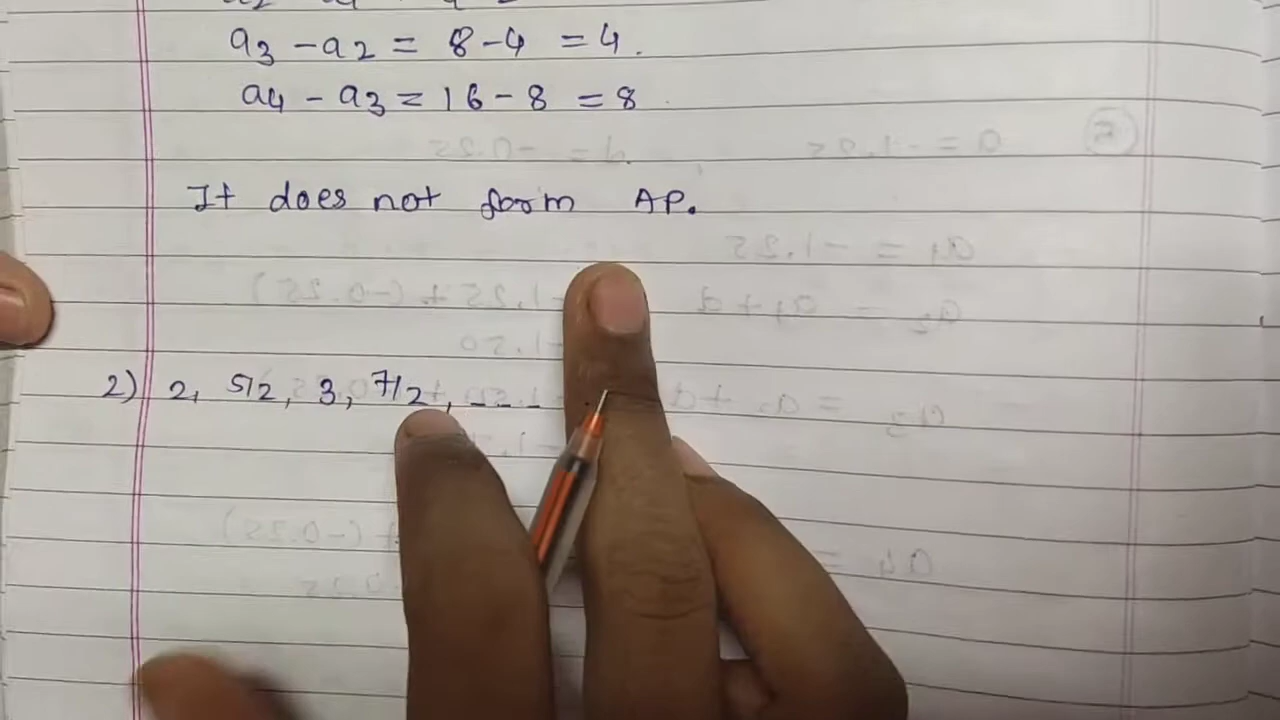 a3 - a2 = 8 - 4 = 4.
a4 - a3 = 16 - 8 = 8
It does not form AP.
2) 2, 5/2, 3, 7/2, - - - -